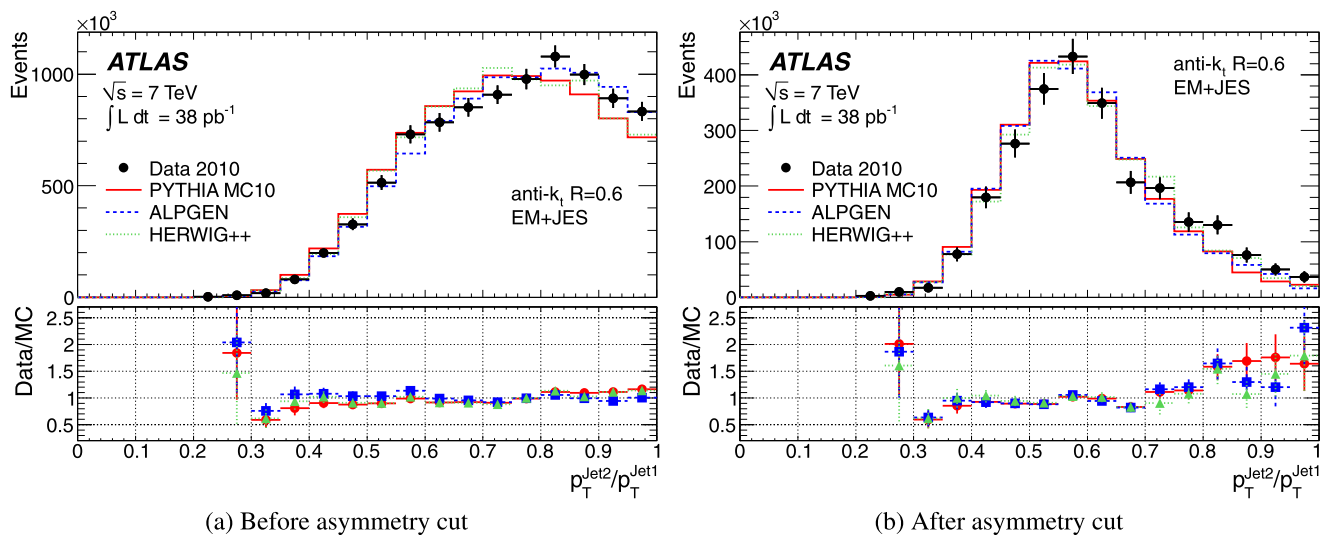 ×10³
Events
1000
500
0
ATLAS
√s = 7 TeV
∫ L dt = 38 pb⁻¹
Data 2010
PYTHIA MC10
ALPGEN
HERWIG++
anti-kₜ R=0.6
EM+JES
Data/MC
2.5
2
1.5
1
0.5
0 0.1 0.2 0.3 0.4 0.5 0.6 0.7 0.8 0.9 1
p_T^Jet2/p_T^Jet1
(a) Before asymmetry cut
×10³
Events
400
300
200
100
0
ATLAS
√s = 7 TeV
∫ L dt = 38 pb⁻¹
anti-kₜ R=0.6
EM+JES
Data 2010
PYTHIA MC10
ALPGEN
HERWIG++
Data/MC
2.5
2
1.5
1
0.5
0 0.1 0.2 0.3 0.4 0.5 0.6 0.7 0.8 0.9 1
p_T^Jet2/p_T^Jet1
(b) After asymmetry cut